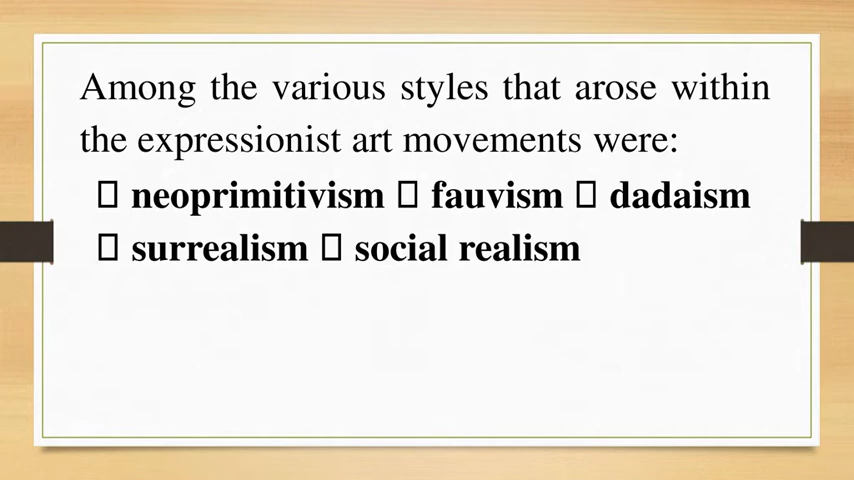 Among the various styles that arose within
the expressionist art movements were:
▯ neoprimitivism ▯ fauvism ▯ dadaism
▯ surrealism ▯ social realism